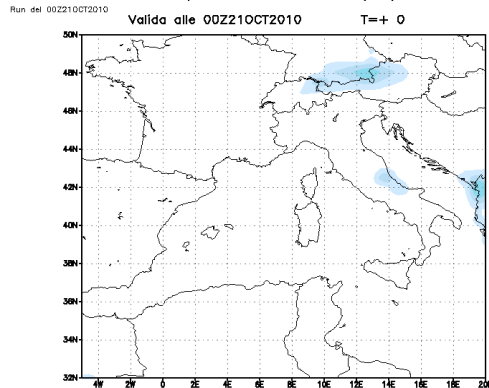 Run del 00Z21OCT2010
Valida alle 00Z21OCT2010 T=+ 0
50N
48N
46N
44N
42N
40N
38N
36N
34N
32N
4W 2W 0 2E 4E 6E 8E 10E 12E 14E 16E 18E 20